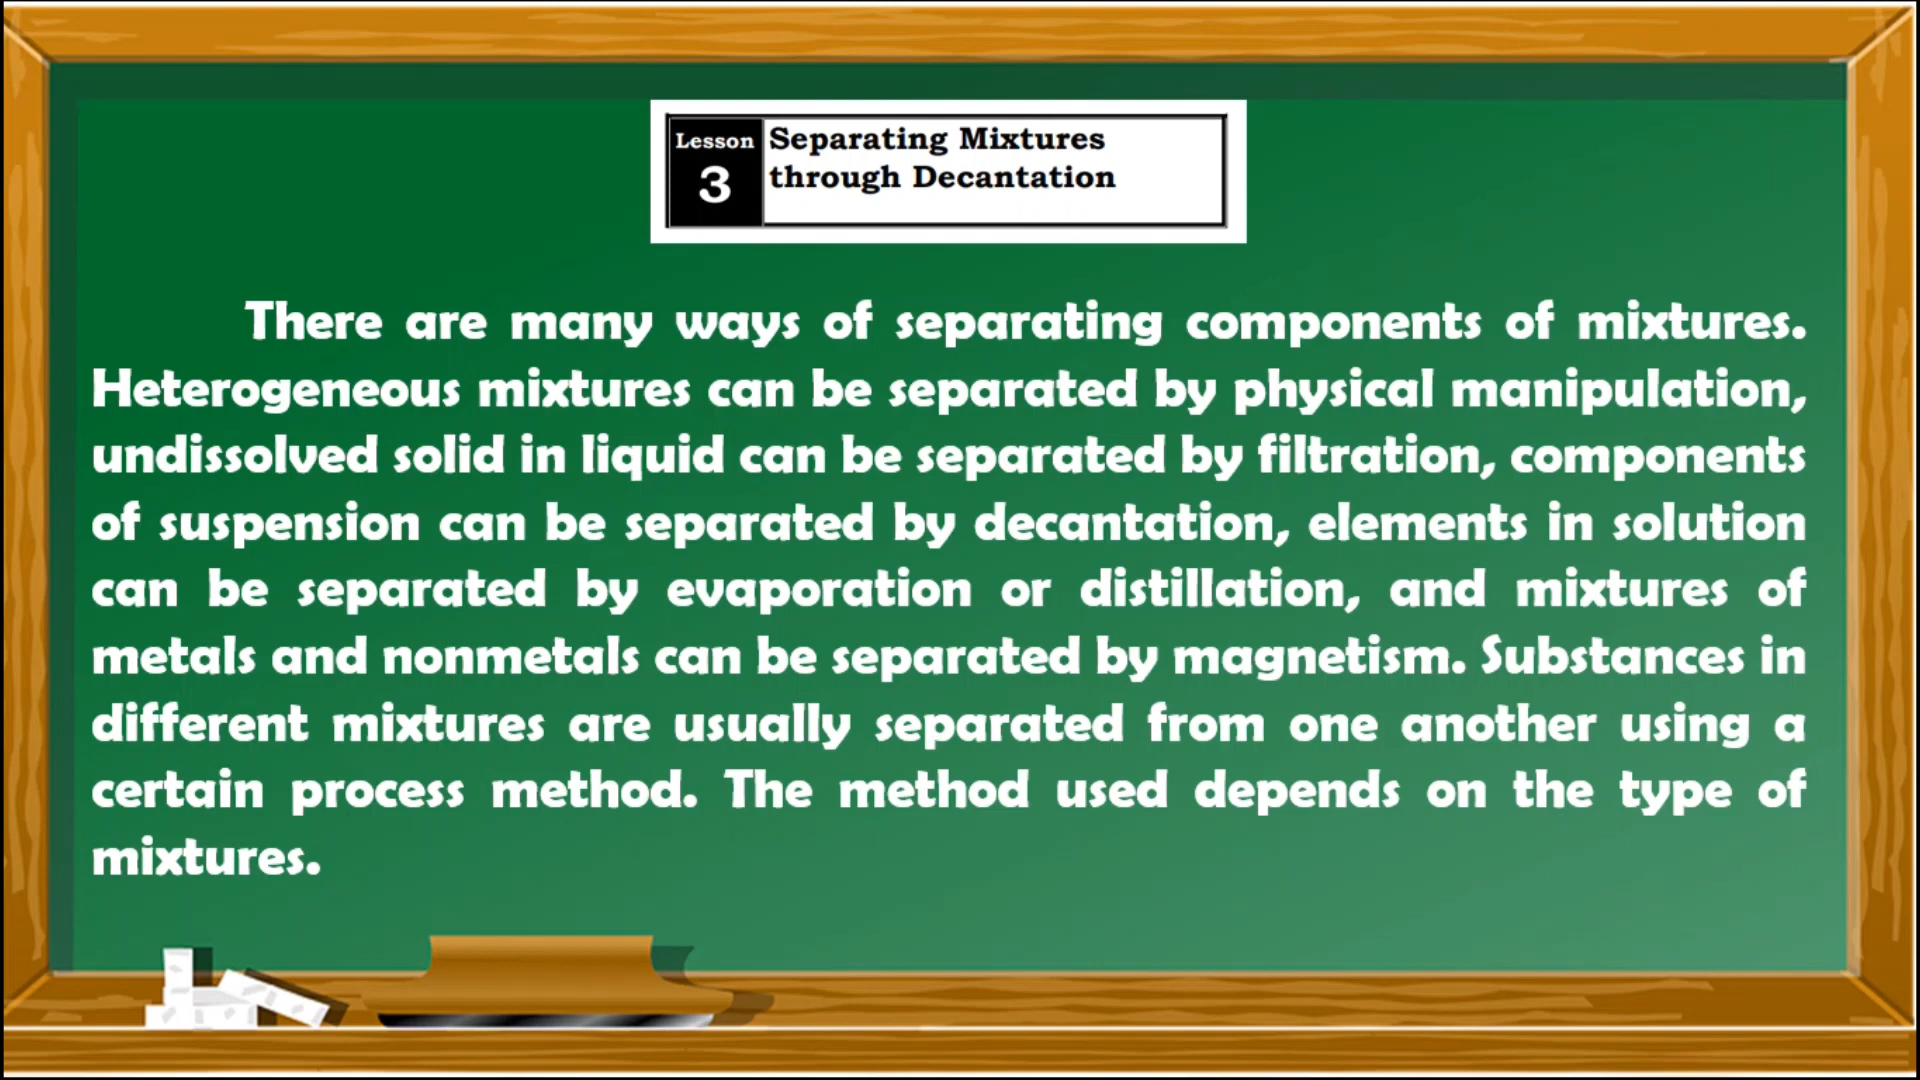 Lesson
3
Separating Mixtures
through Decantation
There are many ways of separating components of mixtures.
Heterogeneous mixtures can be separated by physical manipulation,
undissolved solid in liquid can be separated by filtration, components
of suspension can be separated by decantation, elements in solution
can be separated by evaporation or distillation, and mixtures of
metals and nonmetals can be separated by magnetism. Substances in
different mixtures are usually separated from one another using a
certain process method. The method used depends on the type of
mixtures.